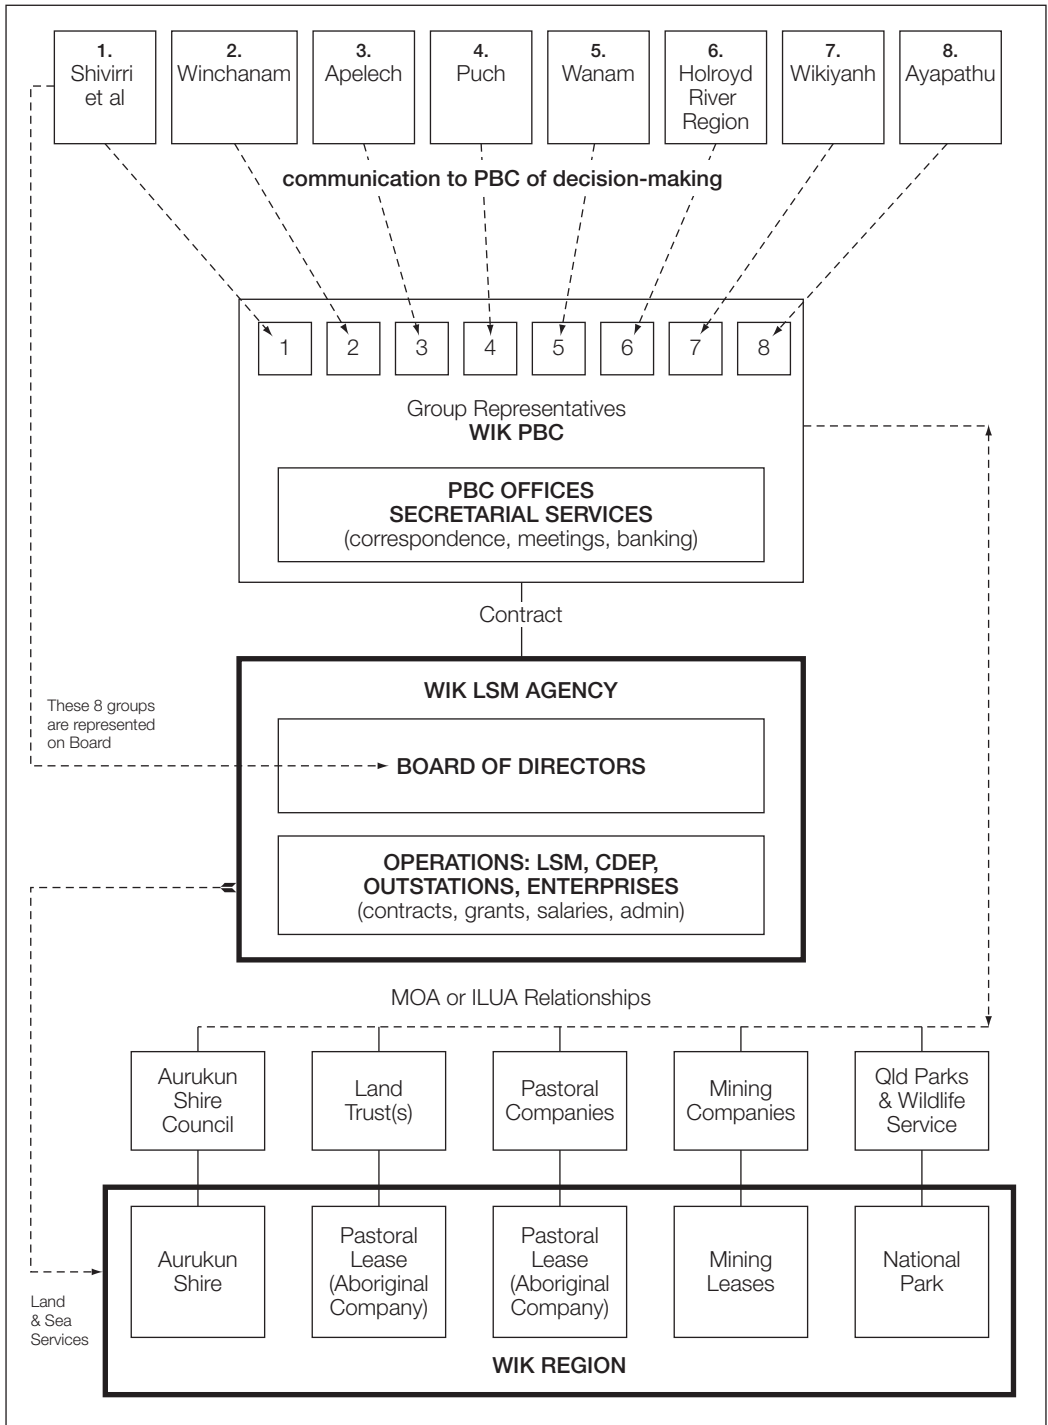 1.
Shivirri
et al
2.
Winchanam
3.
Apelech
4.
Puch
5.
Wanam
6.
Holroyd
River
Region
7.
Wikiyanh
8.
Ayapathu
communication to PBC of decision-making
1
2
3
4
5
6
7
8
Group Representatives
WIK PBC
PBC OFFICES
SECRETARIAL SERVICES
(correspondence, meetings, banking)
Contract
WIK LSM AGENCY
These 8 groups
are represented
on Board
BOARD OF DIRECTORS
OPERATIONS: LSM, CDEP,
OUTSTATIONS, ENTERPRISES
(contracts, grants, salaries, admin)
MOA or ILUA Relationships
Aurukun
Shire
Council
Land
Trust(s)
Pastoral
Companies
Mining
Companies
Qld Parks
& Wildlife
Service
Aurukun
Shire
Pastoral
Lease
(Aboriginal
Company)
Pastoral
Lease
(Aboriginal
Company)
Mining
Leases
National
Park
Land
& Sea
Services
WIK REGION